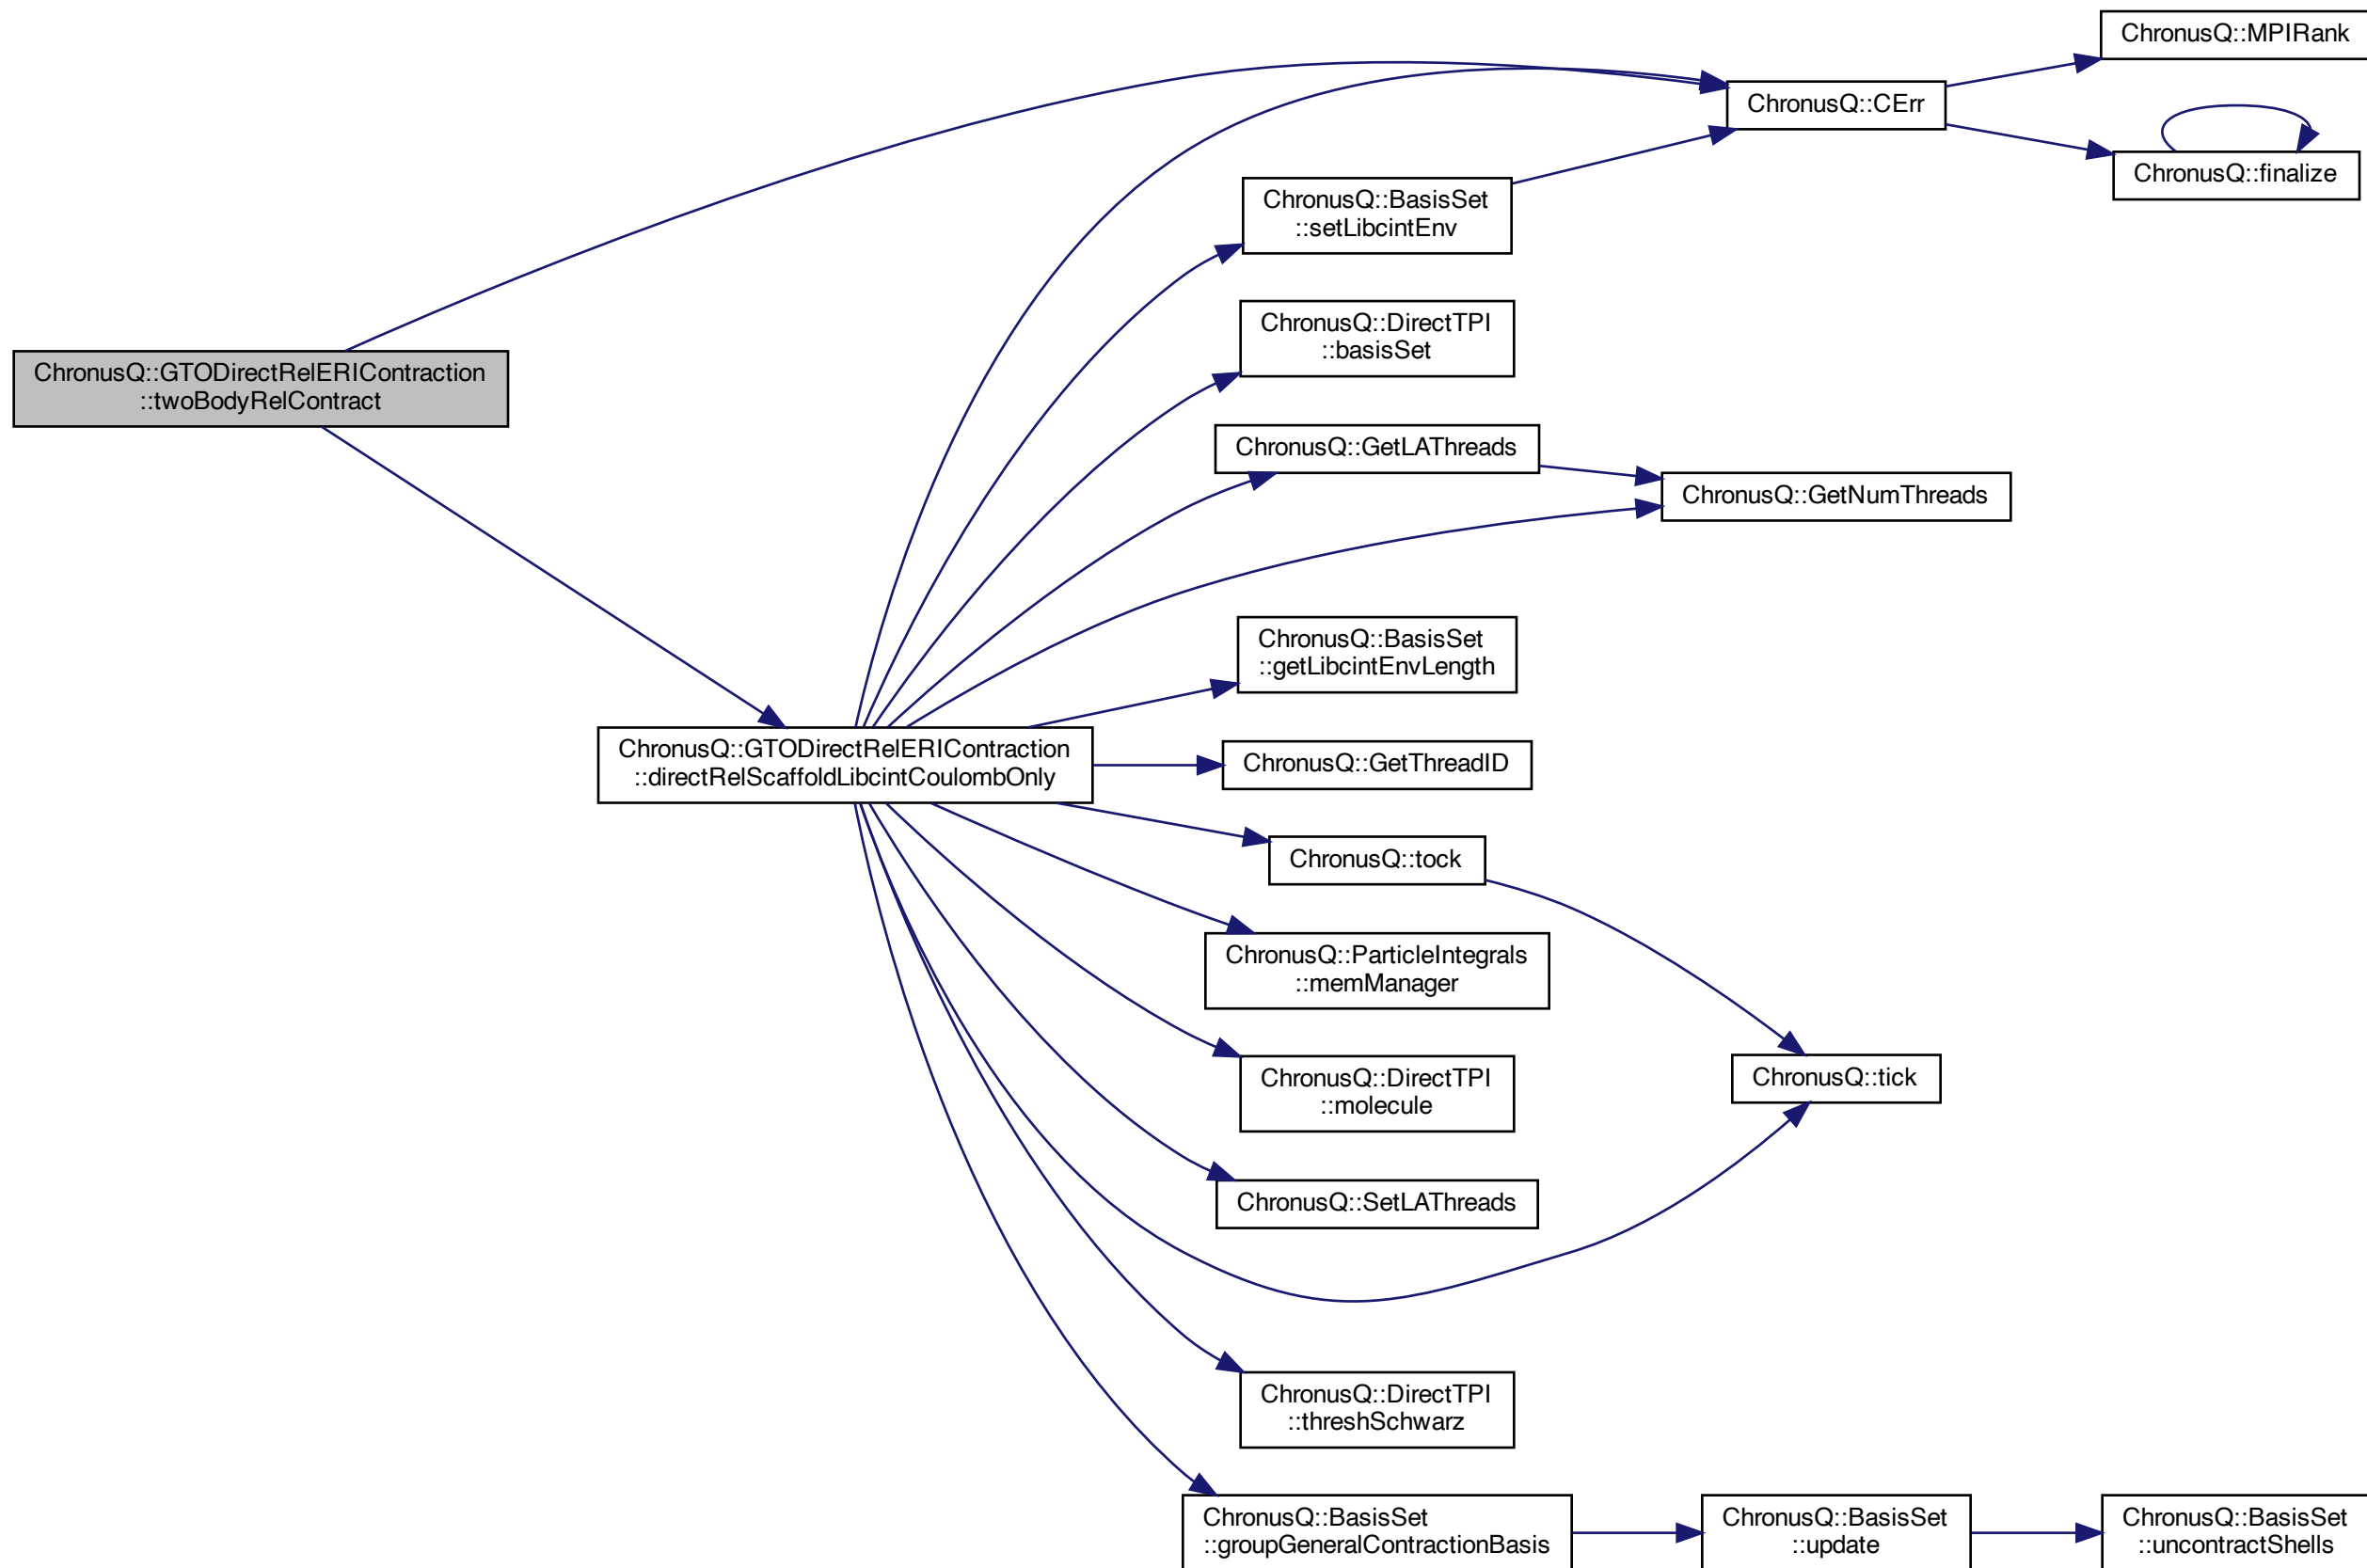 ChronusQ::MPIRank
ChronusQ::CErr
ChronusQ::finalize
ChronusQ::BasisSet
::setLibcintEnv
ChronusQ::DirectTPI
::basisSet
ChronusQ::GTODirectRelERIContraction
::twoBodyRelContract
ChronusQ::GetLAThreads
ChronusQ::GetNumThreads
ChronusQ::BasisSet
::getLibcintEnvLength
ChronusQ::GTODirectRelERIContraction
::directRelScaffoldLibcintCoulombOnly
ChronusQ::GetThreadID
ChronusQ::tock
ChronusQ::ParticleIntegrals
::memManager
ChronusQ::DirectTPI
::molecule
ChronusQ::tick
ChronusQ::SetLAThreads
ChronusQ::DirectTPI
::threshSchwarz
ChronusQ::BasisSet
::groupGeneralContractionBasis
ChronusQ::BasisSet
::update
ChronusQ::BasisSet
::uncontractShells